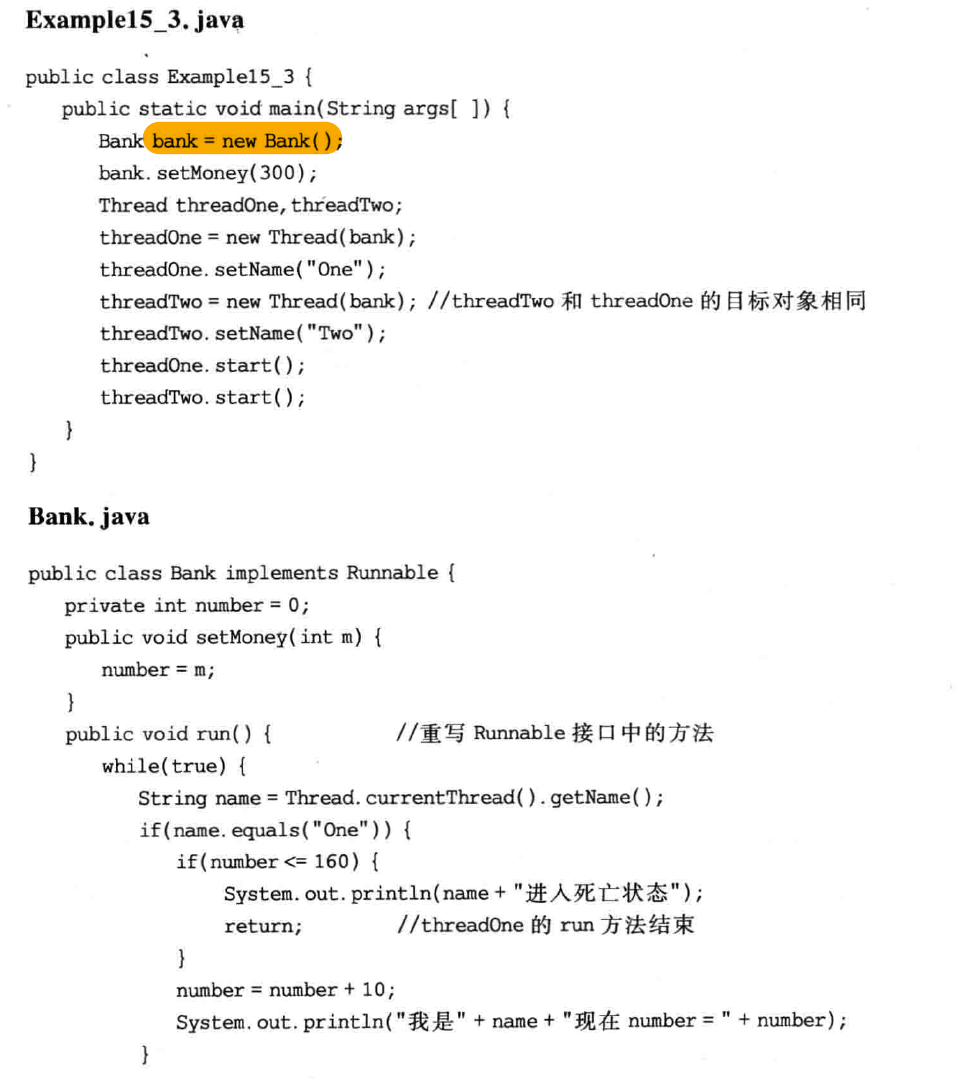 Example15_3.java
public class Example15_3 {
public static void main(String args[ ]) {
Bank bank = new Bank();
bank.setMoney(300);
Thread threadOne,threadTwo;
threadOne = new Thread(bank);
threadOne.setName("One");
threadTwo = new Thread(bank); //threadTwo 和 threadOne 的目标对象相同
threadTwo.setName("Two");
threadOne.start();
threadTwo.start();
}
}
Bank.java
public class Bank implements Runnable {
private int number = 0;
public void setMoney(int m) {
number = m;
}
public void run() { //重写 Runnable 接口中的方法
while(true) {
String name = Thread.currentThread().getName();
if(name.equals("One")) {
if(number <= 160) {
System.out.println(name + "进入死亡状态");
return; //threadOne 的 run 方法结束
}
number = number + 10;
System.out.println("我是" + name + "现在 number = " + number);
}